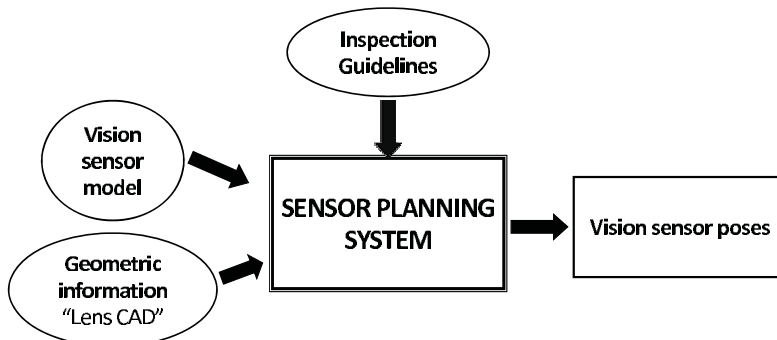 Inspection
Guidelines
Vision
sensor
model
SENSOR PLANNING
SYSTEM
Vision sensor poses
Geometric
information
“Lens CAD”